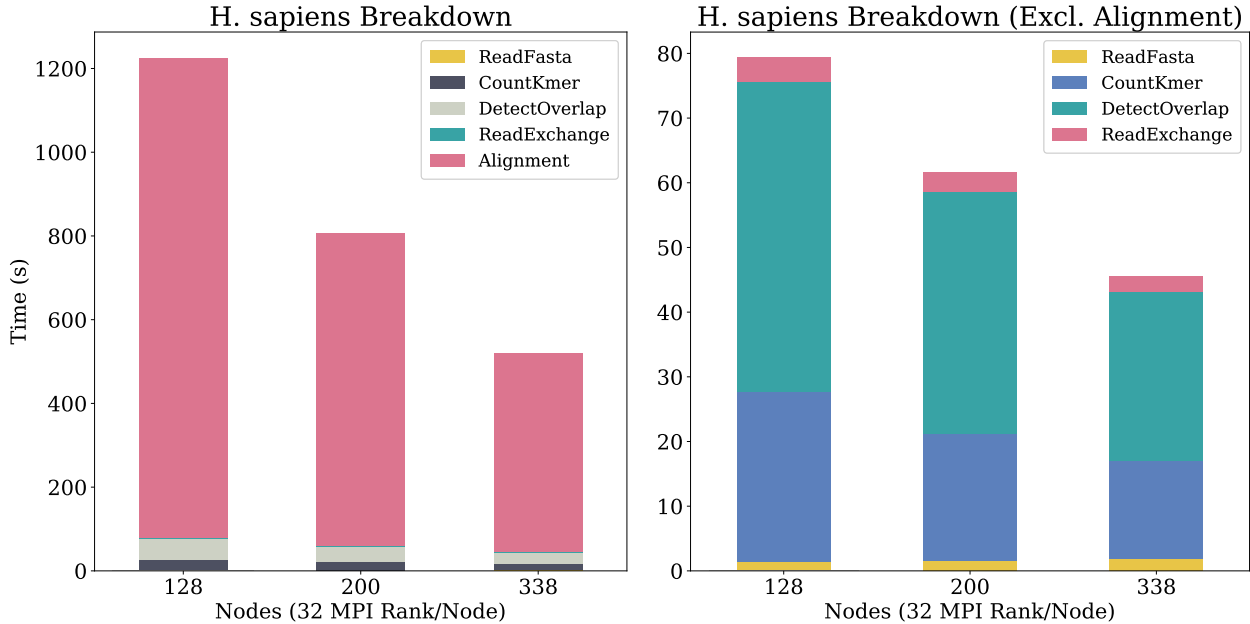 H. sapiens Breakdown
Time (s)
1200
1000
800
600
400
200
0
ReadFasta
CountKmer
DetectOverlap
ReadExchange
Alignment
128
200
338
Nodes (32 MPI Rank/Node)
H. sapiens Breakdown (Excl. Alignment)
80
70
60
50
40
30
20
10
0
ReadFasta
CountKmer
DetectOverlap
ReadExchange
128
200
338
Nodes (32 MPI Rank/Node)